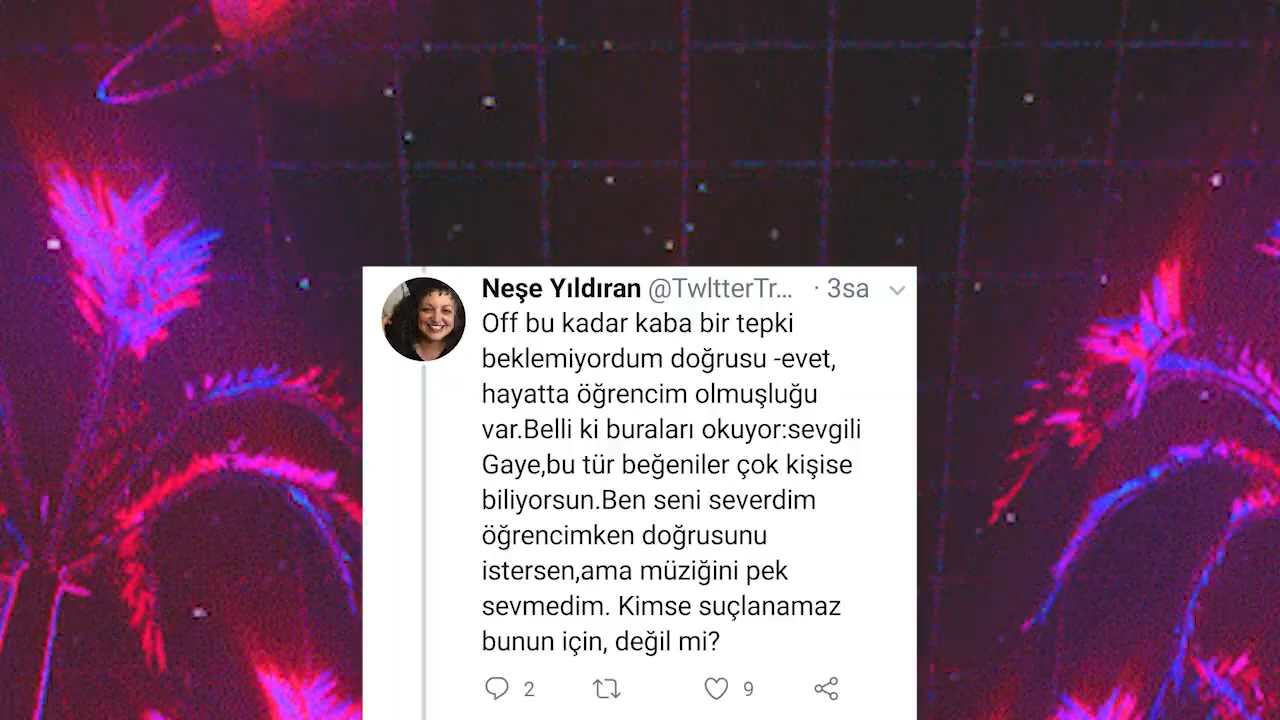 Neşe Yıldıran @TwltterTr... · 3sa
Off bu kadar kaba bir tepki
beklemiyordum doğrusu -evet,
hayatta öğrencim olmuşluğu
var.Belli ki buraları okuyor:sevgili
Gaye,bu tür beğeniler çok kişise
biliyorsun.Ben seni severdim
öğrencimken doğrusunu
istersen,ama müziğini pek
sevmedim. Kimse suçlanamaz
bunun için, değil mi?
2 9